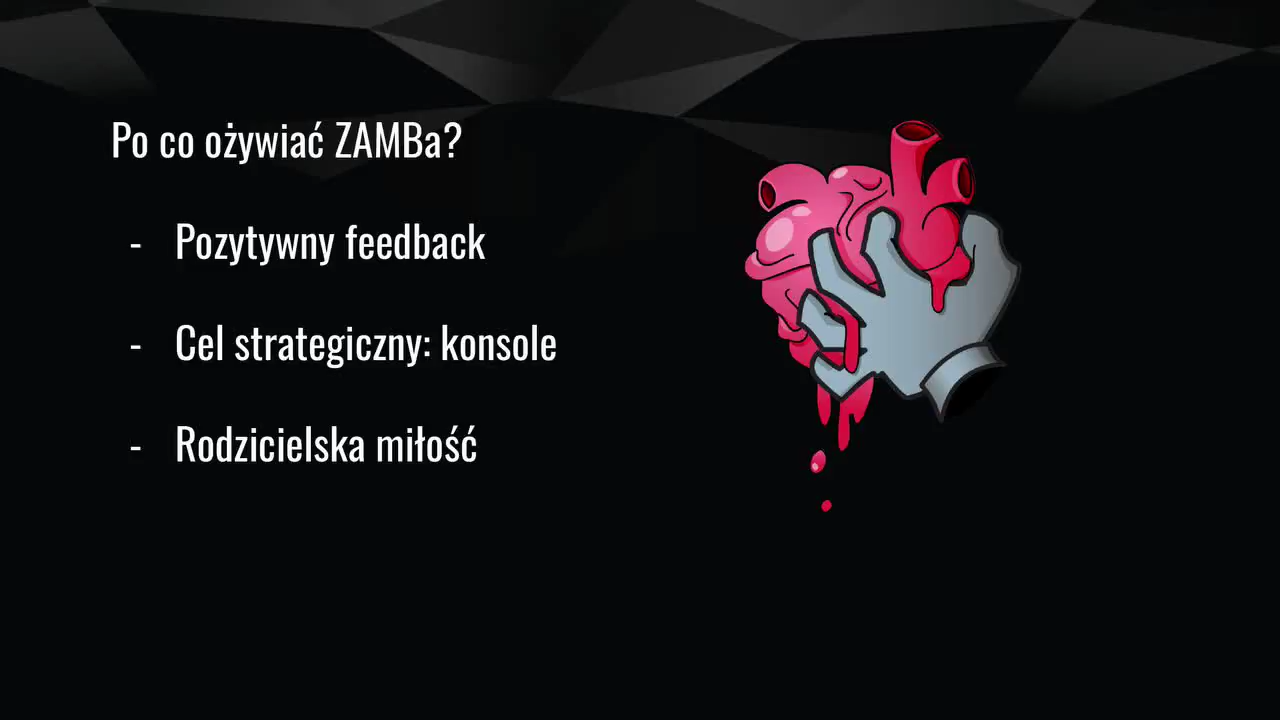 Po co ożywiać ZAMBa?
- Pozytywny feedback
- Cel strategiczny: konsole
- Rodzicielska miłość